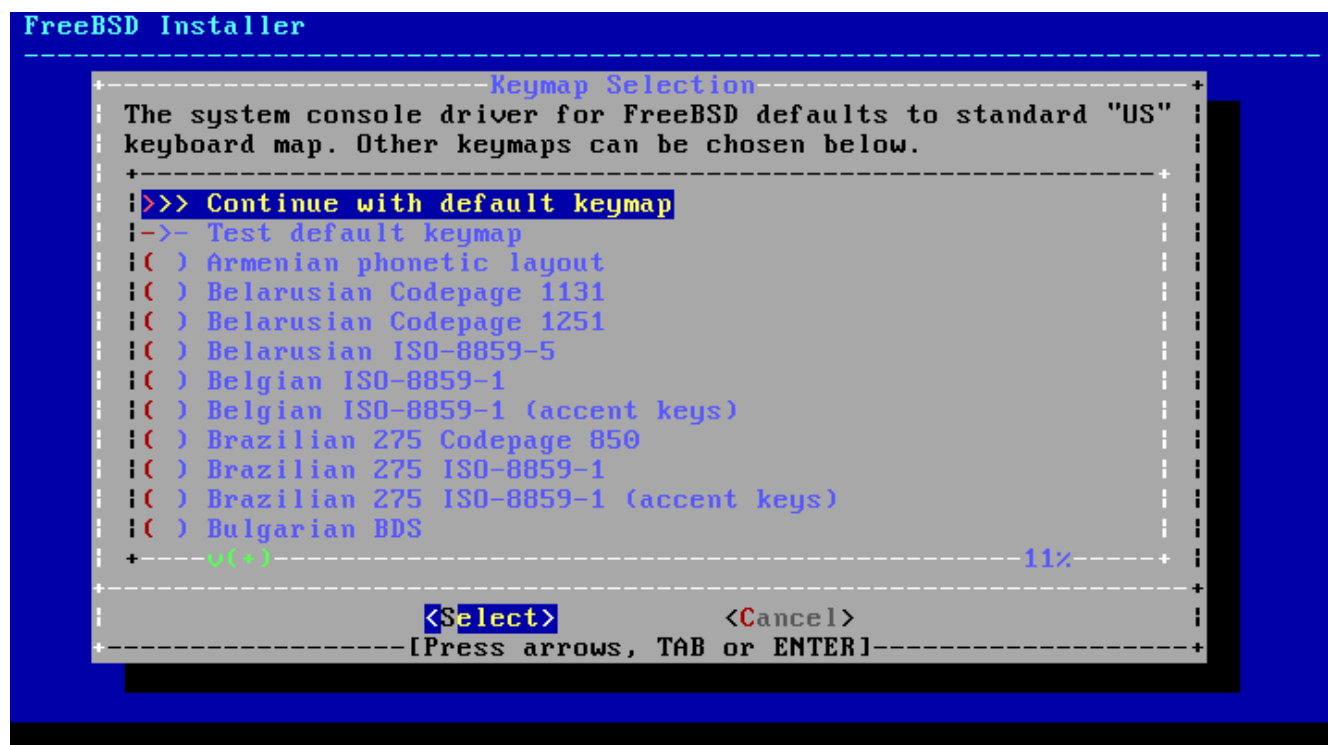 FreeBSD Installer
Keymap Selection
The system console driver for FreeBSD defaults to standard "US"
keyboard map. Other keymaps can be chosen below.
>>> Continue with default keymap
->- Test default keymap
( ) Armenian phonetic layout
( ) Belarusian Codepage 1131
( ) Belarusian Codepage 1251
( ) Belarusian ISO-8859-5
( ) Belgian ISO-8859-1
( ) Belgian ISO-8859-1 (accent keys)
( ) Brazilian 275 Codepage 850
( ) Brazilian 275 ISO-8859-1
( ) Brazilian 275 ISO-8859-1 (accent keys)
( ) Bulgarian BDS
v(+) 11%
<Select> <Cancel>
[Press arrows, TAB or ENTER]